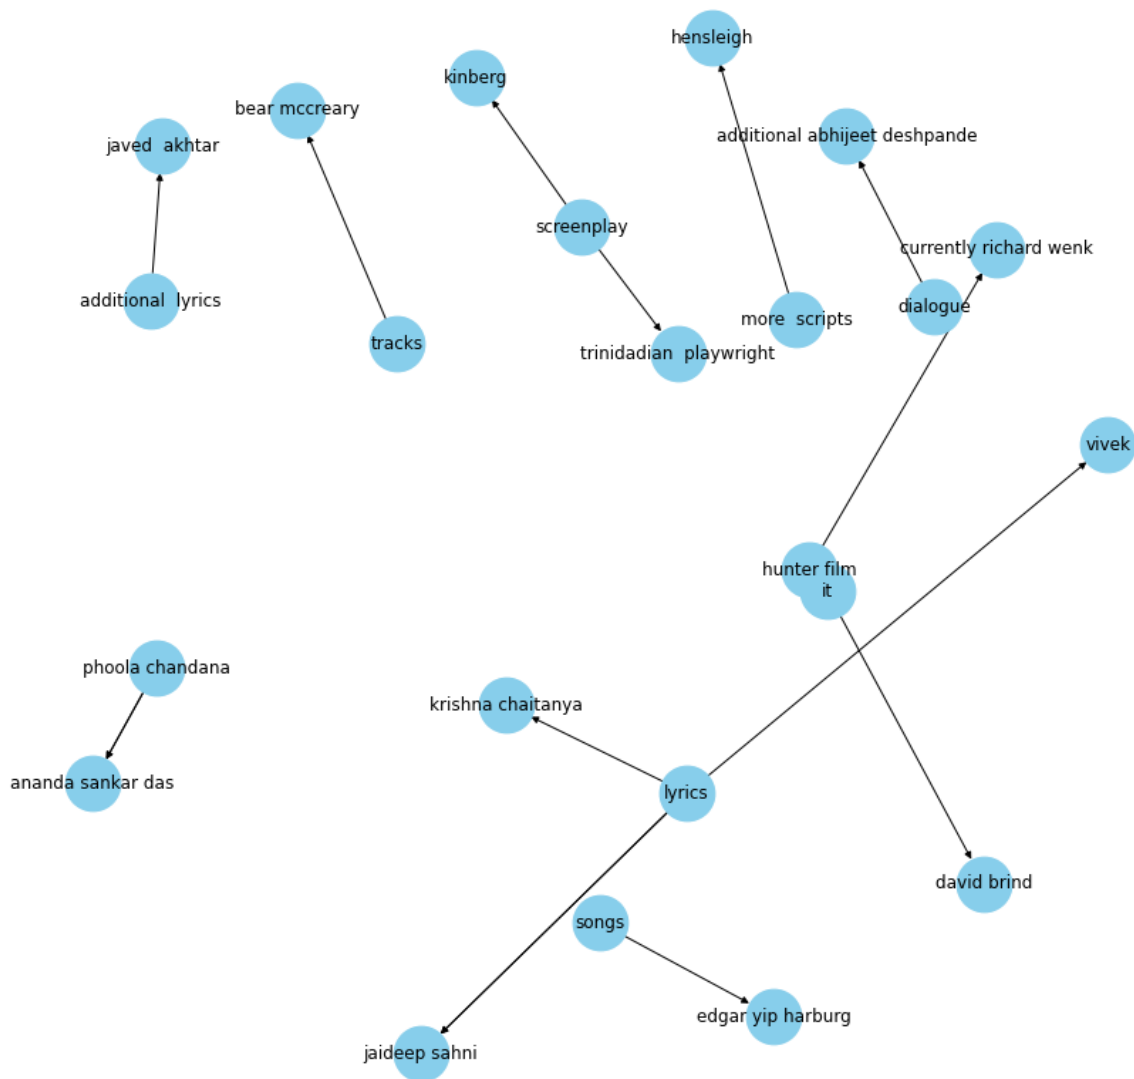 hensleigh
kinberg
bear mccreary
additional abhijeet deshpande
javed  akhtar
screenplay
currently richard wenk
additional  lyrics
dialogue
more  scripts
tracks
trinidadian  playwright
vivek
hunter film
it
phoola chandana
krishna chaitanya
ananda sankar das
lyrics
david brind
songs
edgar yip harburg
jaideep sahni